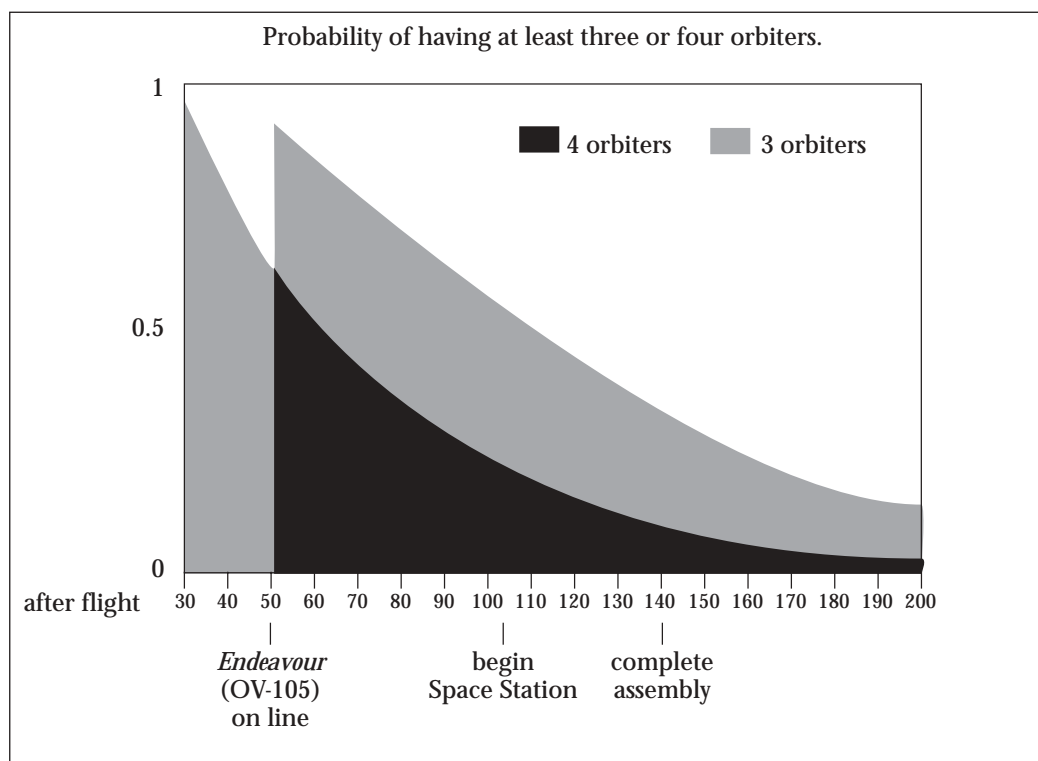 Probability of having at least three or four orbiters.
1
4 orbiters 3 orbiters
0.5
0
after flight 30 40 50 60 70 80 90 100 110 120 130 140 150 160 170 180 190 200
Endeavour
(OV-105)
on line
begin
Space Station
complete
assembly